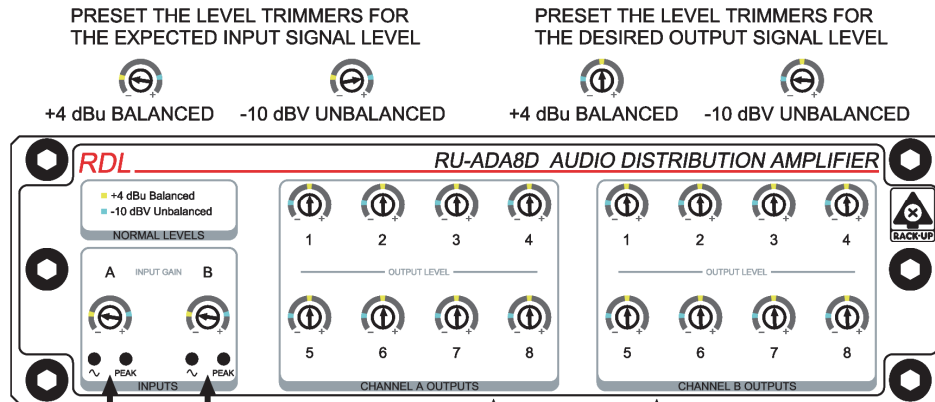 PRESET THE LEVEL TRIMMERS FOR
THE EXPECTED INPUT SIGNAL LEVEL
PRESET THE LEVEL TRIMMERS FOR
THE DESIRED OUTPUT SIGNAL LEVEL
- +
- +
- +
- +
+4 dBu BALANCED
-10 dBV UNBALANCED
+4 dBu BALANCED
-10 dBV UNBALANCED
RDL
RU-ADA8D AUDIO DISTRIBUTION AMPLIFIER
+4 dBu Balanced
-10 dBV Unbalanced
NORMAL LEVELS
A INPUT GAIN B
- +
- +
PEAK
PEAK
INPUTS
- +
- +
- +
- +
1 2 3 4
OUTPUT LEVEL
- +
- +
- +
- +
5 6 7 8
CHANNEL A OUTPUTS
- +
- +
- +
- +
1 2 3 4
OUTPUT LEVEL
- +
- +
- +
- +
5 6 7 8
CHANNEL B OUTPUTS
RACK-UP